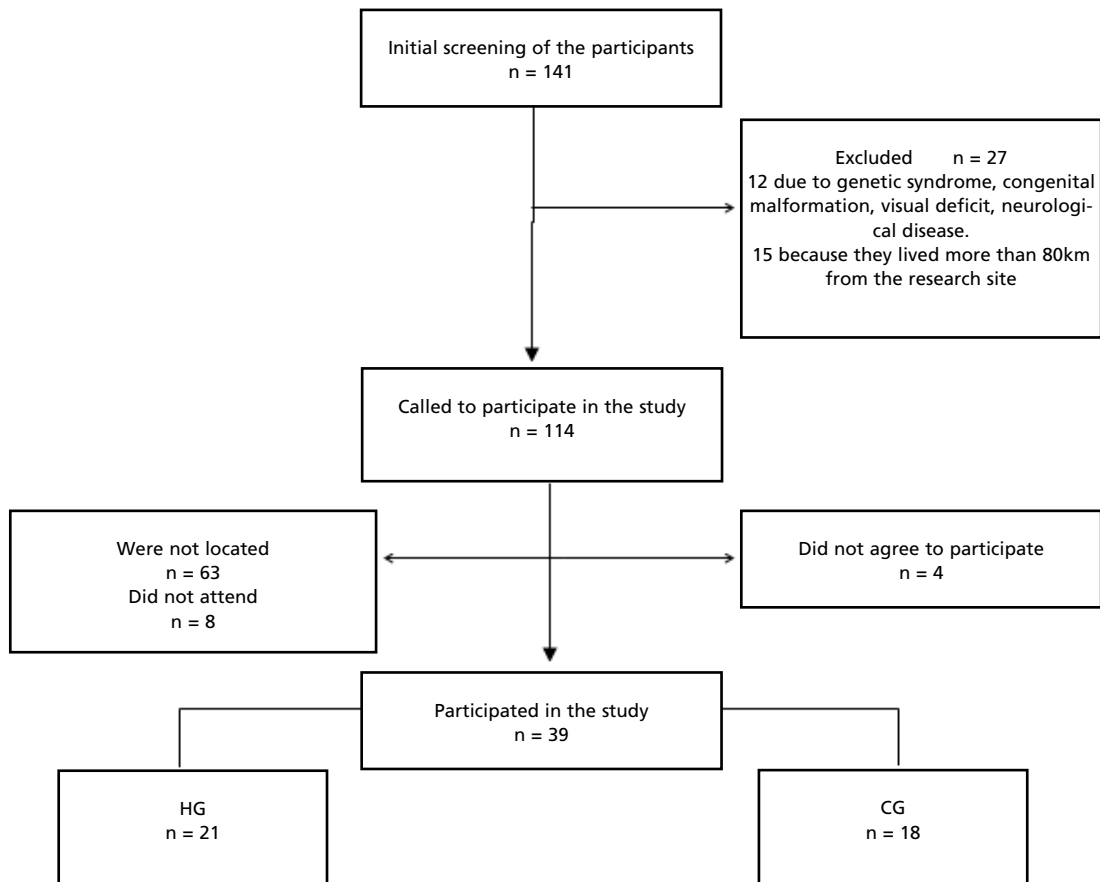 Initial screening of the participants
n = 141
Excluded n = 27
12 due to genetic syndrome, congenital
malformation, visual deficit, neurologi-
cal disease.
15 because they lived more than 80km
from the research site
Called to participate in the study
n = 114
Were not located
n = 63
Did not attend
n = 8
Did not agree to participate
n = 4
Participated in the study
n = 39
HG
n = 21
CG
n = 18